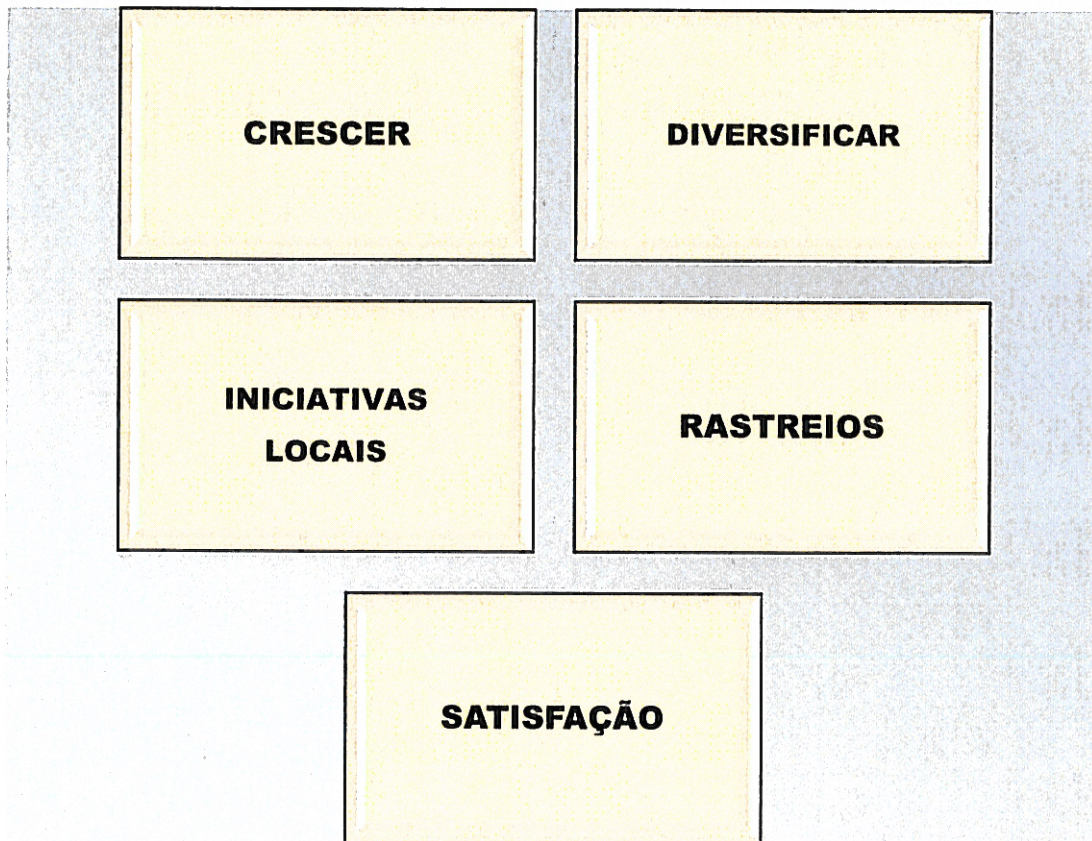 CRESCER
DIVERSIFICAR
INICIATIVAS
LOCAIS
RASTREIOS
SATISFAÇÃO